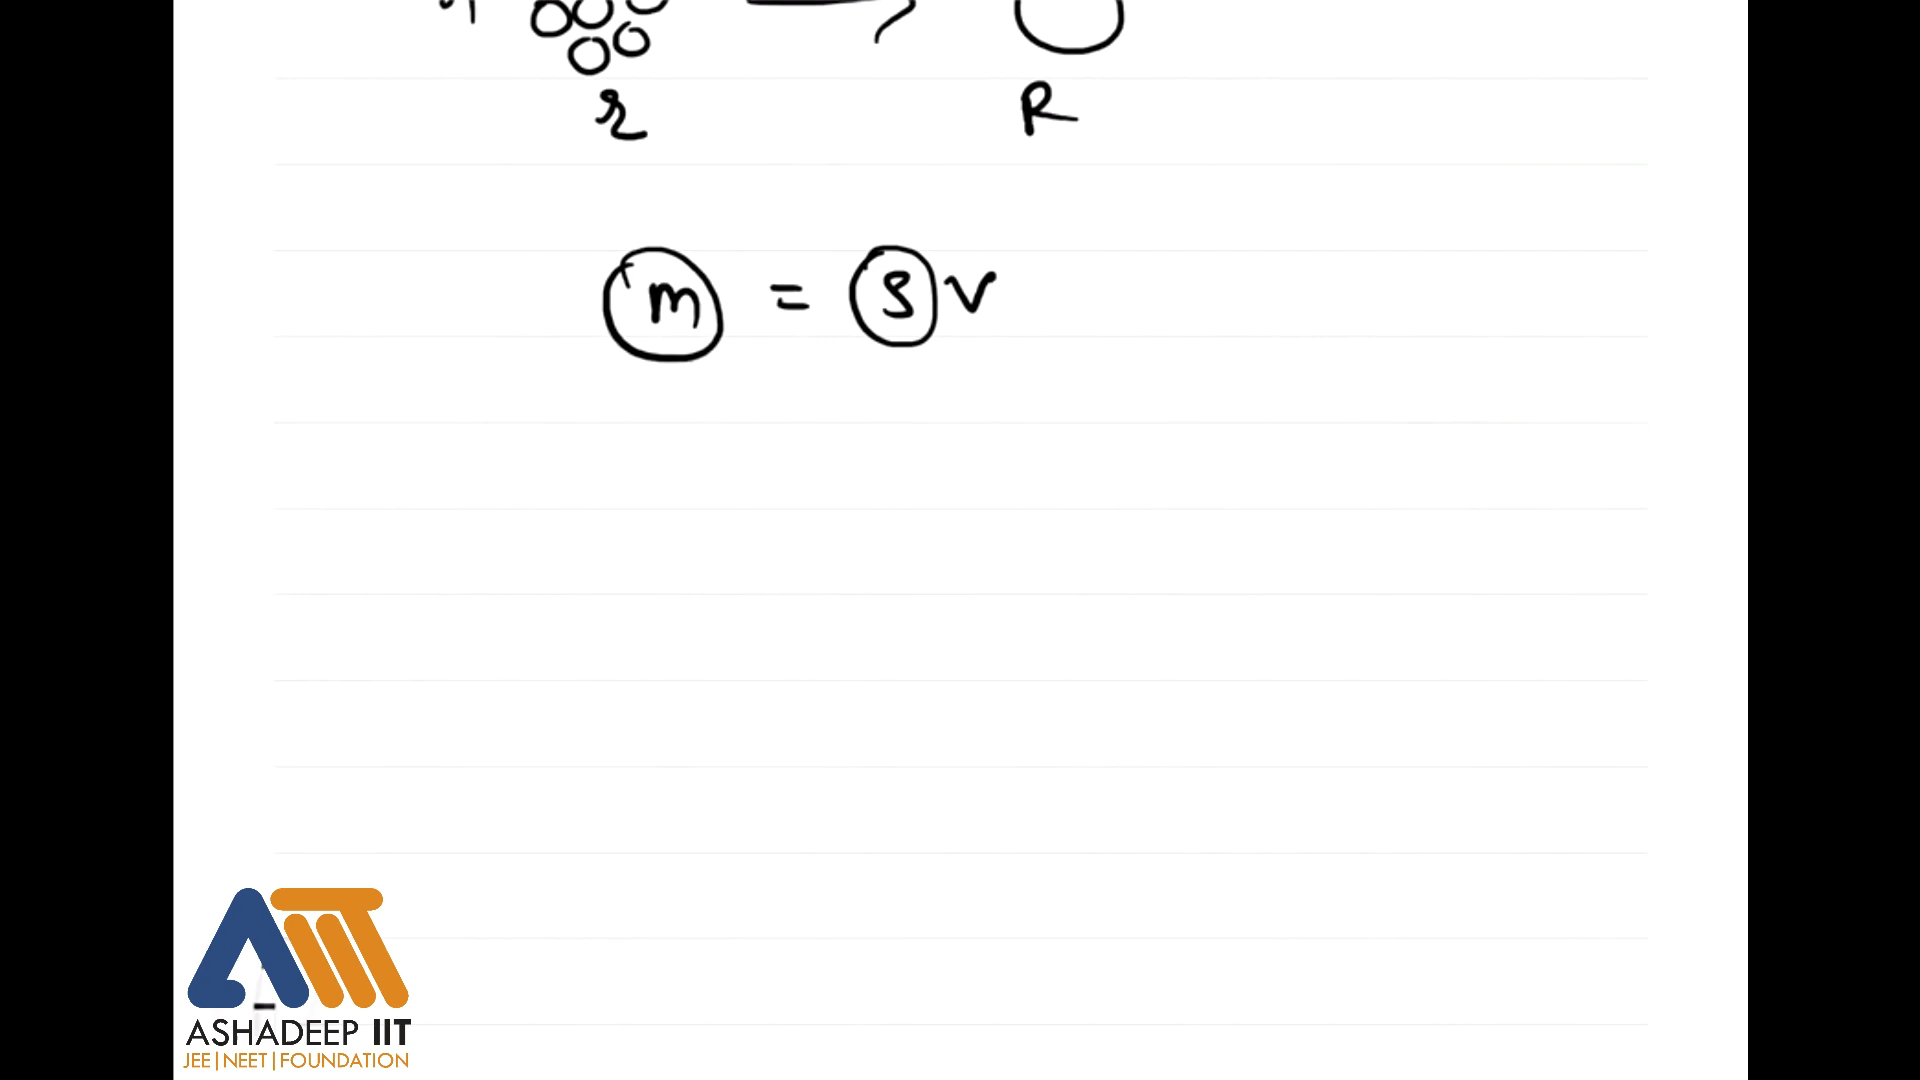 r R
m = ρv
ASHADEEP IIT
JEE|NEET|FOUNDATION